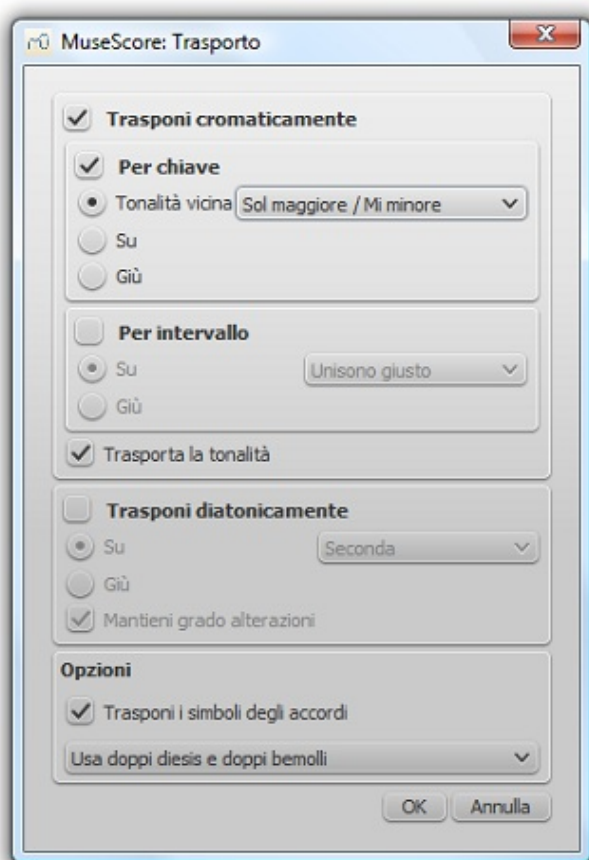 MuseScore: Trasporto
Trasponi cromaticamente
Per chiave
Tonalità vicina Sol maggiore / Mi minore
Su
Giù
Per intervallo
Su Unisono giusto
Giù
Trasporta la tonalità
Trasponi diatonicamente
Su Seconda
Giù
Mantieni grado alterazioni
Opzioni
Trasponi i simboli degli accordi
Usa doppi diesis e doppi bemolli
OK Annulla